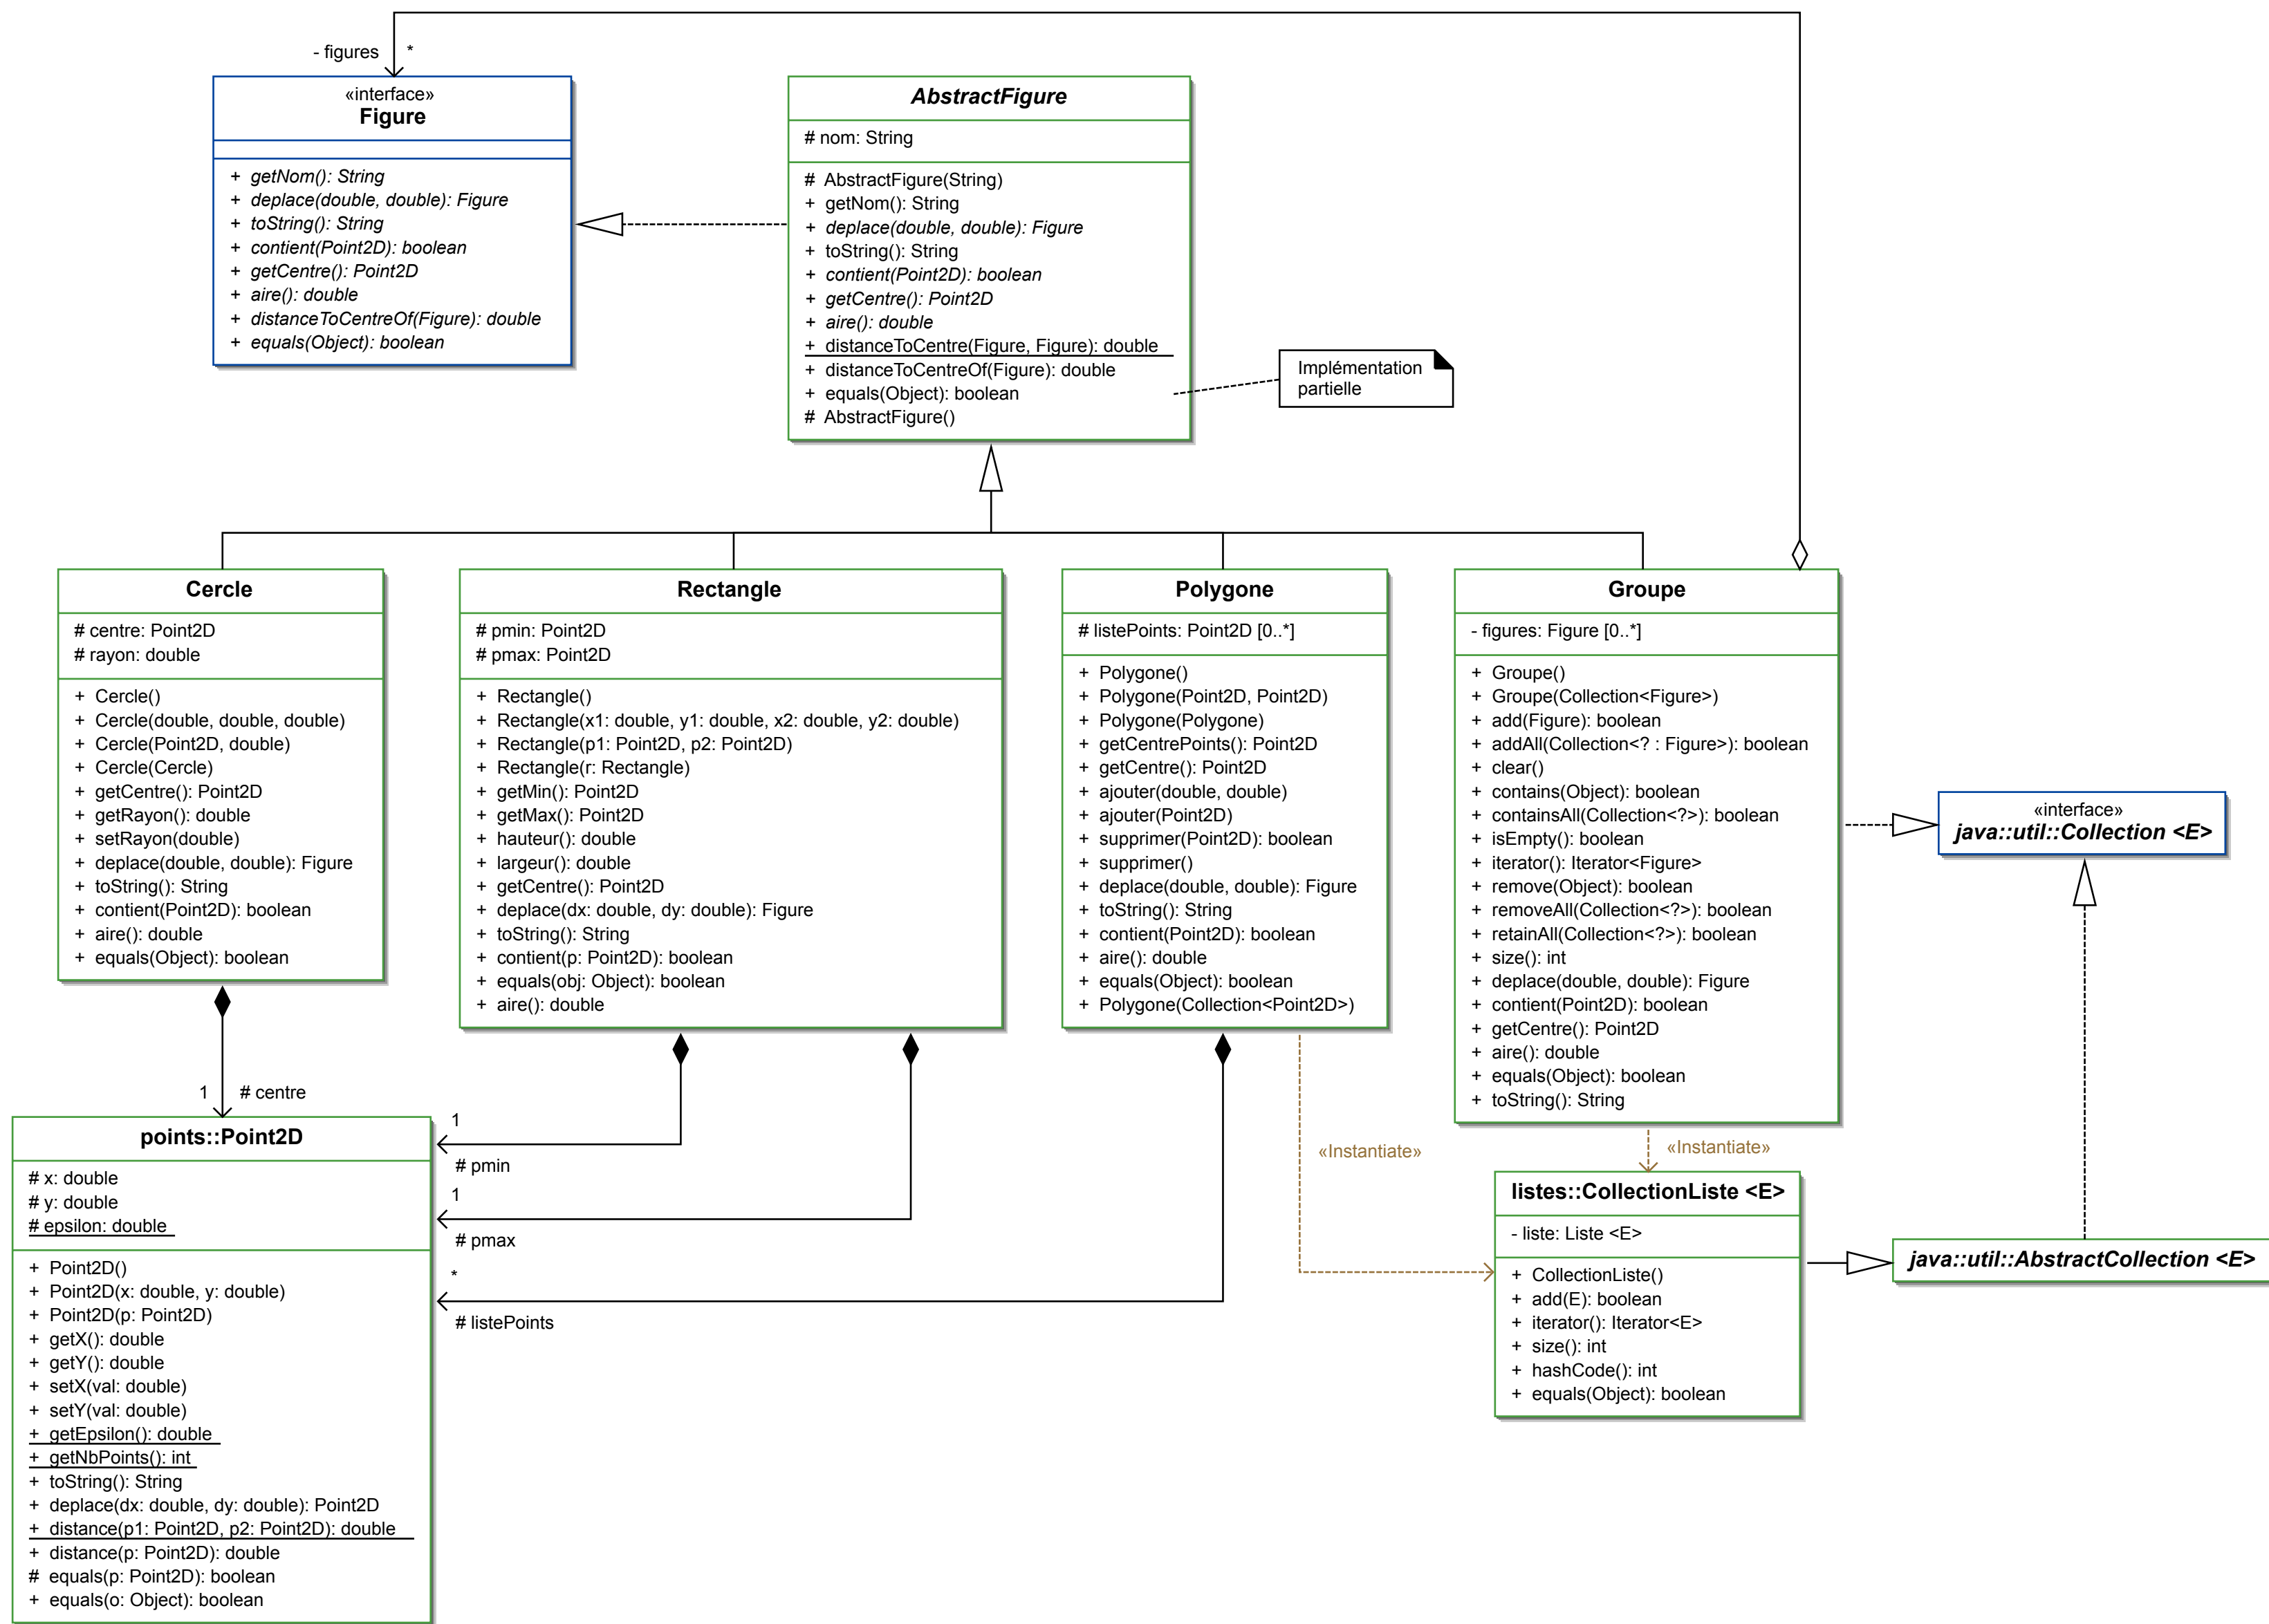 - figures
*
«interface»
Figure
+ getNom(): String
+ deplace(double, double): Figure
+ toString(): String
+ contient(Point2D): boolean
+ getCentre(): Point2D
+ aire(): double
+ distanceToCentreOf(Figure): double
+ equals(Object): boolean
AbstractFigure
# nom: String
# AbstractFigure(String)
+ getNom(): String
+ deplace(double, double): Figure
+ toString(): String
+ contient(Point2D): boolean
+ getCentre(): Point2D
+ aire(): double
+ distanceToCentre(Figure, Figure): double
+ distanceToCentreOf(Figure): double
+ equals(Object): boolean
# AbstractFigure()
Implémentation
partielle
Cercle
# centre: Point2D
# rayon: double
+ Cercle()
+ Cercle(double, double, double)
+ Cercle(Point2D, double)
+ Cercle(Cercle)
+ getCentre(): Point2D
+ getRayon(): double
+ setRayon(double)
+ deplace(double, double): Figure
+ toString(): String
+ contient(Point2D): boolean
+ aire(): double
+ equals(Object): boolean
Rectangle
# pmin: Point2D
# pmax: Point2D
+ Rectangle()
+ Rectangle(x1: double, y1: double, x2: double, y2: double)
+ Rectangle(p1: Point2D, p2: Point2D)
+ Rectangle(r: Rectangle)
+ getMin(): Point2D
+ getMax(): Point2D
+ hauteur(): double
+ largeur(): double
+ getCentre(): Point2D
+ deplace(dx: double, dy: double): Figure
+ toString(): String
+ contient(p: Point2D): boolean
+ equals(obj: Object): boolean
+ aire(): double
Polygone
# listePoints: Point2D [0..*]
+ Polygone()
+ Polygone(Point2D, Point2D)
+ Polygone(Polygone)
+ getCentrePoints(): Point2D
+ getCentre(): Point2D
+ ajouter(double, double)
+ ajouter(Point2D)
+ supprimer(Point2D): boolean
+ supprimer()
+ deplace(double, double): Figure
+ toString(): String
+ contient(Point2D): boolean
+ aire(): double
+ equals(Object): boolean
+ Polygone(Collection<Point2D>)
Groupe
- figures: Figure [0..*]
+ Groupe()
+ Groupe(Collection<Figure>)
+ add(Figure): boolean
+ addAll(Collection<? : Figure>): boolean
+ clear()
+ contains(Object): boolean
+ containsAll(Collection<?>): boolean
+ isEmpty(): boolean
+ iterator(): Iterator<Figure>
+ remove(Object): boolean
+ removeAll(Collection<?>): boolean
+ retainAll(Collection<?>): boolean
+ size(): int
+ deplace(double, double): Figure
+ contient(Point2D): boolean
+ getCentre(): Point2D
+ aire(): double
+ equals(Object): boolean
+ toString(): String
«interface»
java::util::Collection <E>
1
# centre
1
# pmin
1
# pmax
*
# listePoints
«Instantiate»
«Instantiate»
points::Point2D
# x: double
# y: double
# epsilon: double
+ Point2D()
+ Point2D(x: double, y: double)
+ Point2D(p: Point2D)
+ getX(): double
+ getY(): double
+ setX(val: double)
+ setY(val: double)
+ getEpsilon(): double
+ getNbPoints(): int
+ toString(): String
+ deplace(dx: double, dy: double): Point2D
+ distance(p1: Point2D, p2: Point2D): double
+ distance(p: Point2D): double
# equals(p: Point2D): boolean
+ equals(o: Object): boolean
listes::CollectionListe <E>
- liste: Liste <E>
+ CollectionListe()
+ add(E): boolean
+ iterator(): Iterator<E>
+ size(): int
+ hashCode(): int
+ equals(Object): boolean
java::util::AbstractCollection <E>